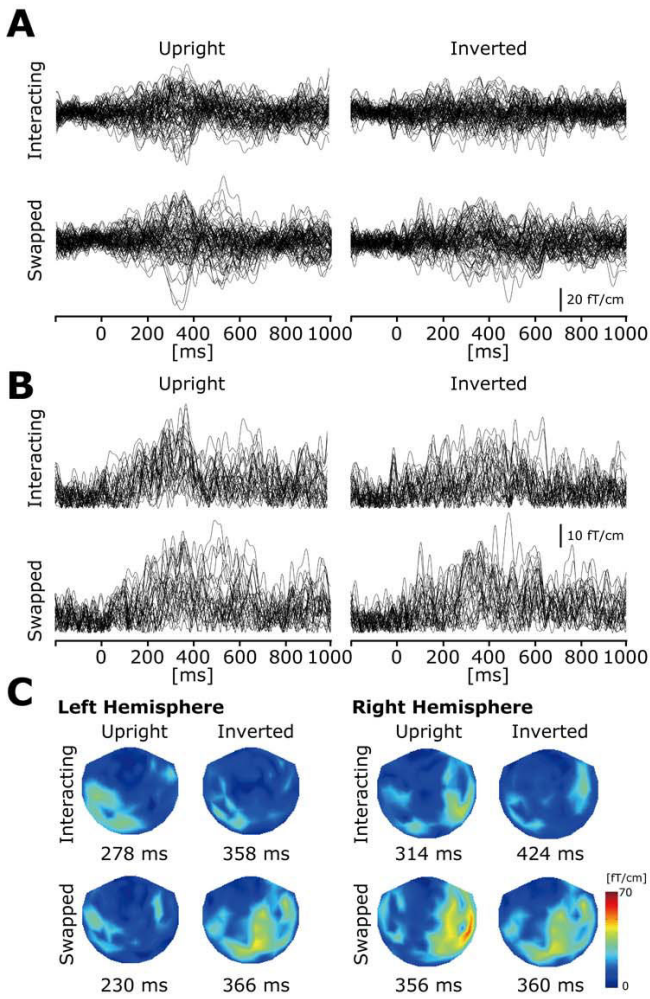 A
Upright Inverted
Interacting
Swapped
20 fT/cm
0 200 400 600 800 1000 0 200 400 600 800 1000
[ms] [ms]
B
Upright Inverted
Interacting
10 fT/cm
Swapped
0 200 400 600 800 1000 0 200 400 600 800 1000
[ms] [ms]
C
Left Hemisphere Right Hemisphere
Upright Inverted Upright Inverted
Interacting Interacting
278 ms 358 ms 314 ms 424 ms
[fT/cm]
70
Swapped Swapped
0
230 ms 366 ms 356 ms 360 ms